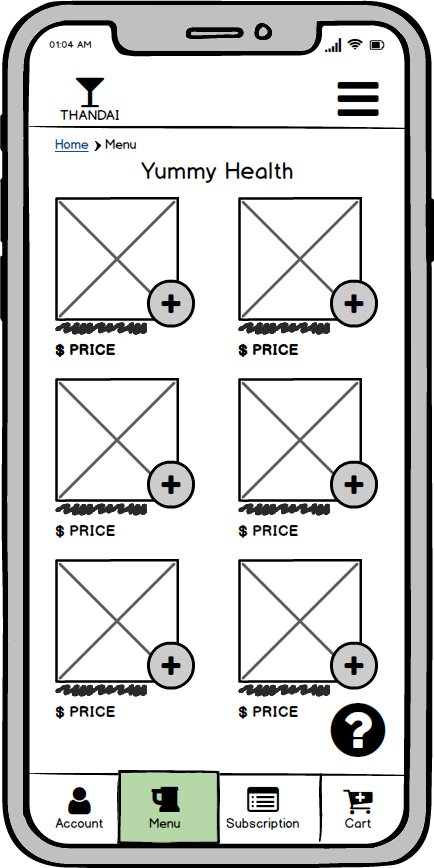 01:04 AM
THANDAI
Home Menu
Yummy Health
$ PRICE $ PRICE
$ PRICE $ PRICE
$ PRICE $ PRICE
Account Menu Subscription Cart